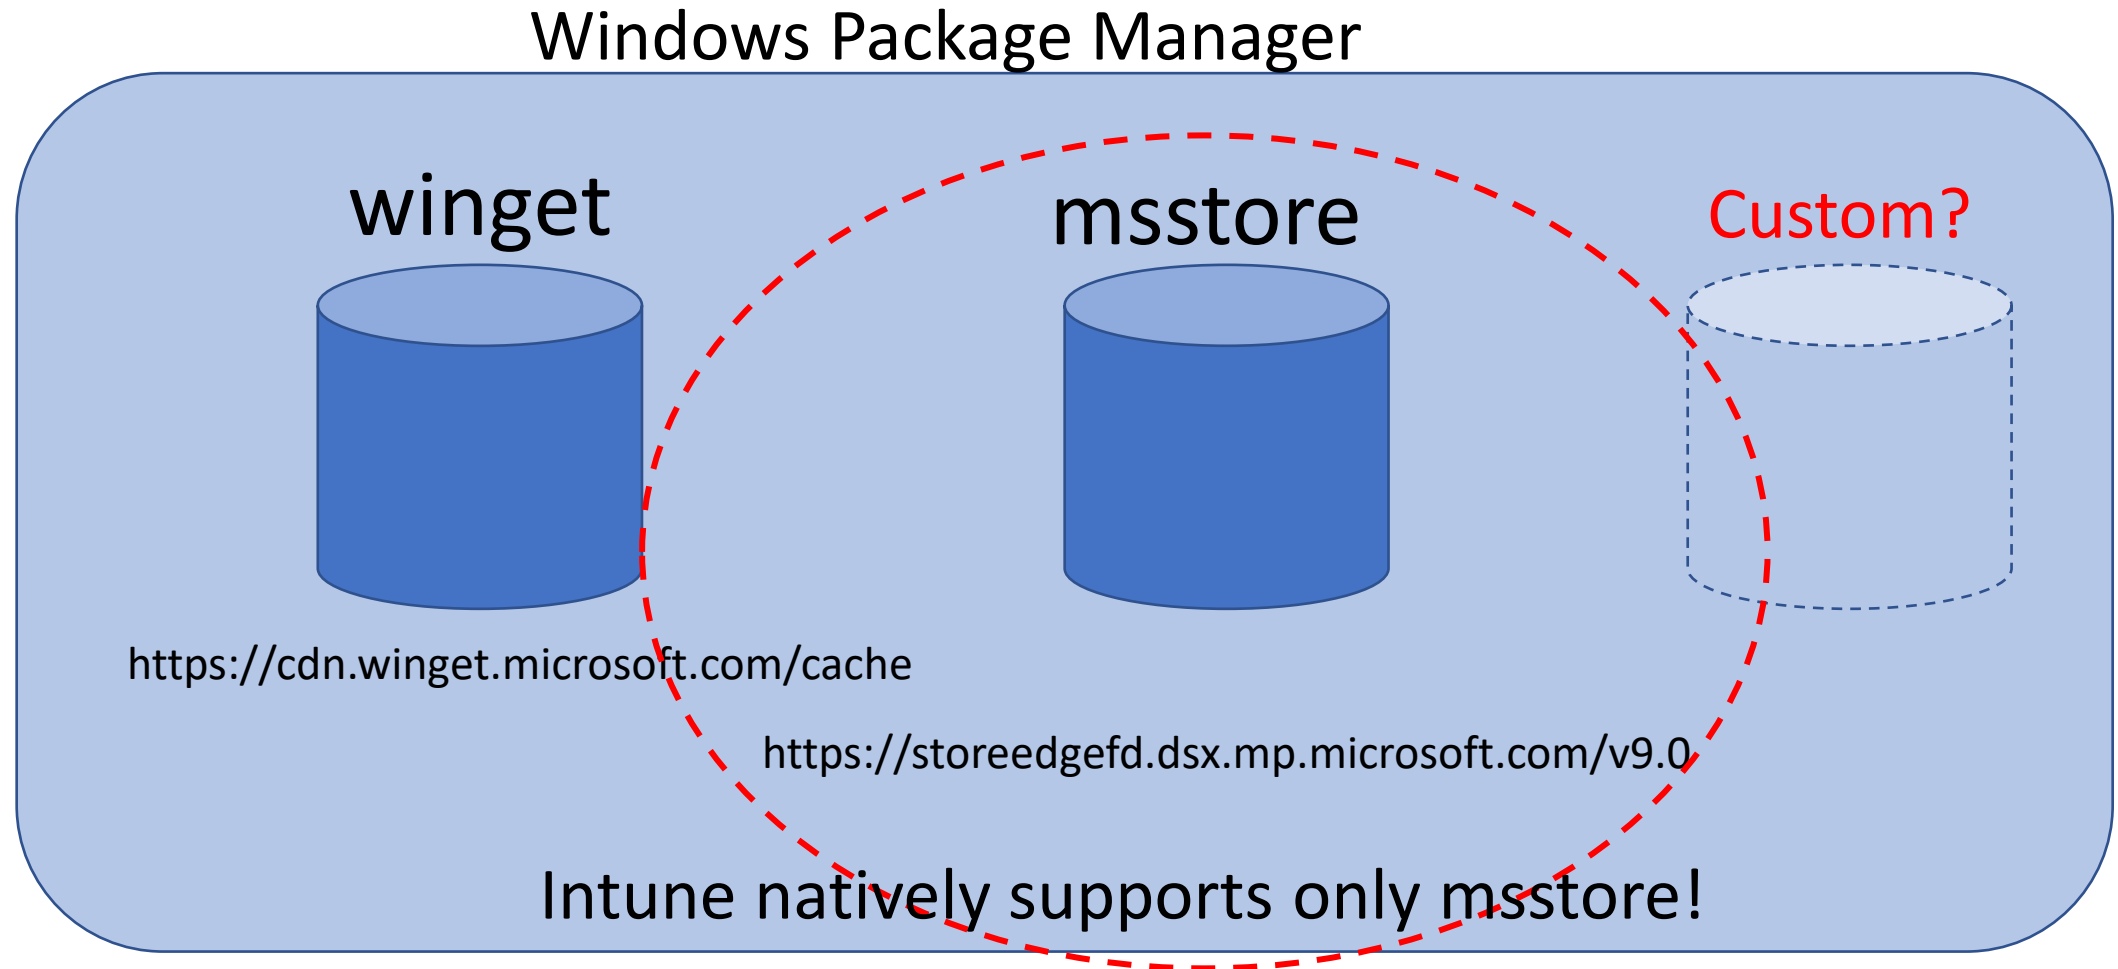 Windows Package Manager
winget
msstore
Custom?
https://cdn.winget.microsoft.com/cache
https://storeedgefd.dsx.mp.microsoft.com/v9.0
Intune natively supports only msstore!